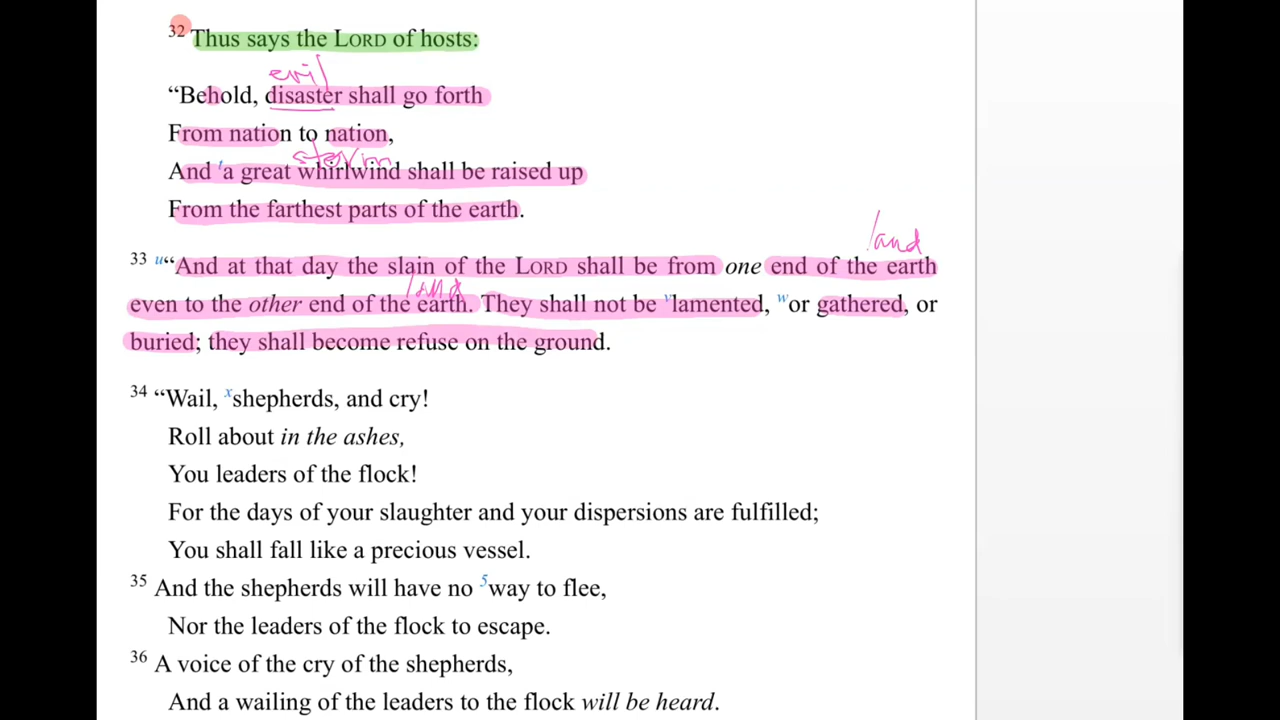 32 Thus says the LORD of hosts:
evil
“Behold, disaster shall go forth
From nation to nation,
storm
And ᵗa great whirlwind shall be raised up
From the farthest parts of the earth.
land
33 ᵘ“And at that day the slain of the LORD shall be from one end of the earth
land
even to the other end of the earth. They shall not be ᵛlamented, ʷor gathered, or
buried; they shall become refuse on the ground.
34 “Wail, ˣshepherds, and cry!
Roll about in the ashes,
You leaders of the flock!
For the days of your slaughter and your dispersions are fulfilled;
You shall fall like a precious vessel.
35 And the shepherds will have no ⁵way to flee,
Nor the leaders of the flock to escape.
36 A voice of the cry of the shepherds,
And a wailing of the leaders to the flock will be heard.